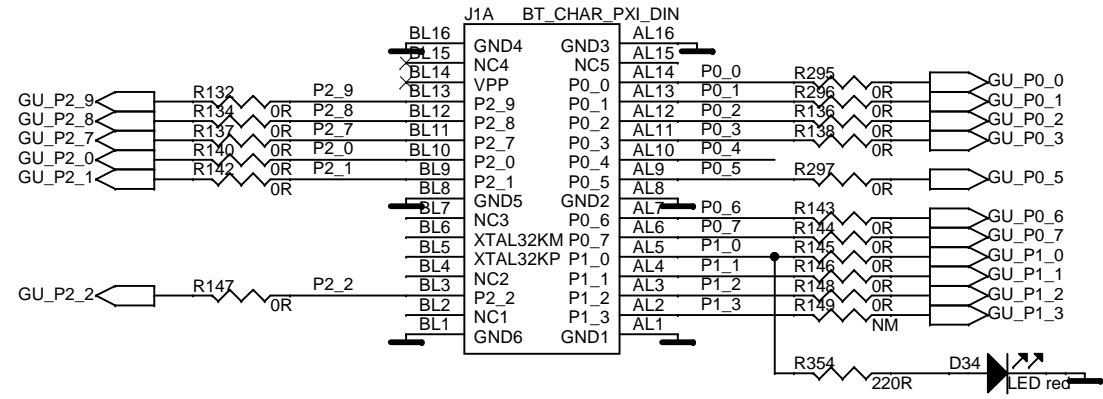 J1A BT_CHAR_PXI_DIN
BL16 GND4 GND3 AL16
BL15 NC4 NC5 AL15
BL14 VPP P0_0 AL14 P0_0 R295 0R GU_P0_0
GU_P2_9 R132 0R P2_9 BL13 P2_9 P0_1 AL13 P0_1 R296 0R GU_P0_1
GU_P2_8 R134 0R P2_8 BL12 P2_8 P0_2 AL12 P0_2 R136 0R GU_P0_2
GU_P2_7 R137 0R P2_7 BL11 P2_7 P0_3 AL11 P0_3 R138 0R GU_P0_3
GU_P2_0 R140 0R P2_0 BL10 P2_0 P0_4 AL10 P0_4
GU_P2_1 R142 0R P2_1 BL9 P2_1 P0_5 AL9 P0_5 R297 0R GU_P0_5
BL8 GND5 GND2 AL8
BL7 NC3 P0_6 AL7 P0_6 R143 0R GU_P0_6
BL6 XTAL32KM P0_7 AL6 P0_7 R144 0R GU_P0_7
BL5 XTAL32KP P1_0 AL5 P1_0 R145 0R GU_P1_0
BL4 NC2 P1_1 AL4 P1_1 R146 0R GU_P1_1
GU_P2_2 R147 0R P2_2 BL3 P2_2 P1_2 AL3 P1_2 R148 0R GU_P1_2
BL2 NC1 P1_3 AL2 P1_3 R149 NM GU_P1_3
BL1 GND6 GND1 AL1
R354 220R D34 LED red